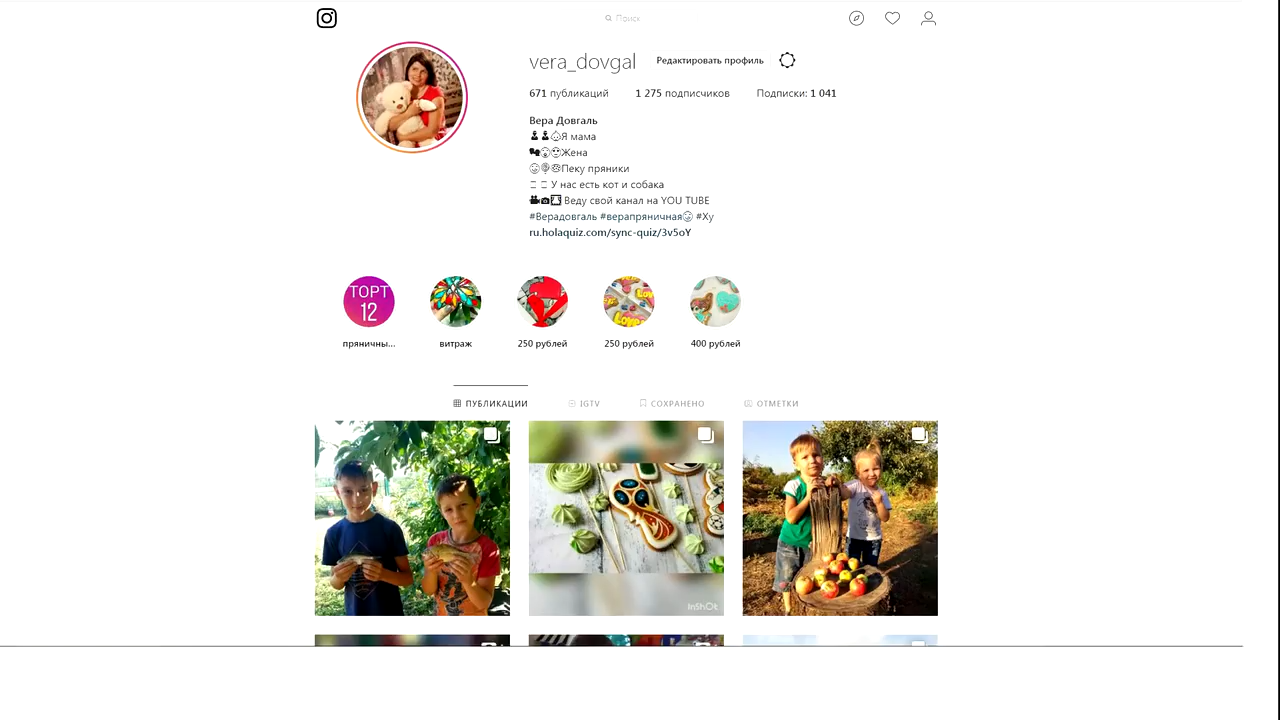 Поиск
vera_dovgal Редактировать профиль
671 публикаций 1 275 подписчиков Подписки: 1 041
Вера Довгаль
Я мама
Жена
Пеку пряники
У нас есть кот и собака
Веду свой канал на YOU TUBE
#Верадовгаль #верапряничная #Ху
ru.holaquiz.com/sync-quiz/3v5oY
ТОРТ
12
пряничны... витраж 250 рублей 250 рублей 400 рублей
ПУБЛИКАЦИИ IGTV СОХРАНЕНО ОТМЕТКИ
InShOt